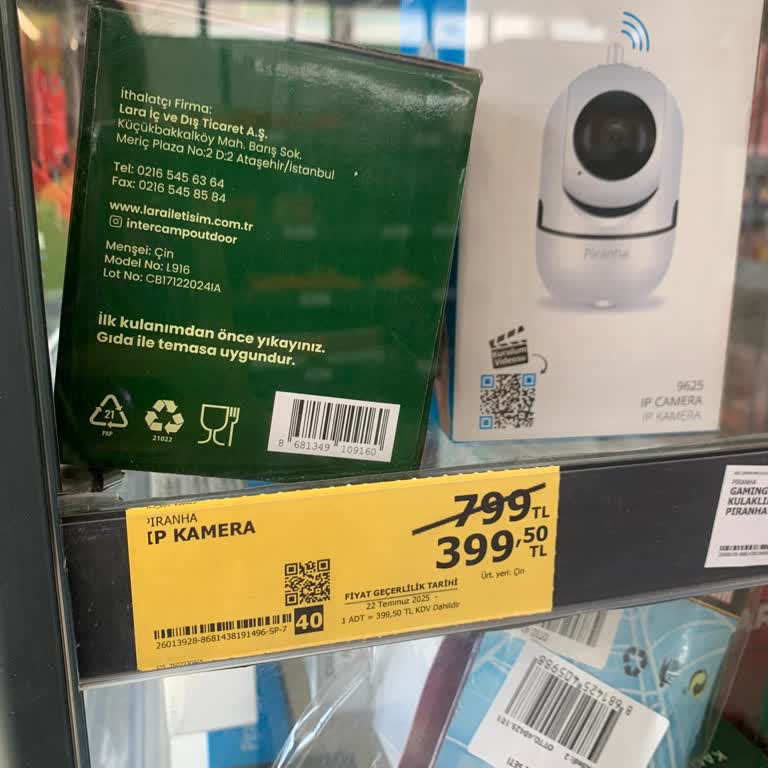 İthalatçı Firma:
Lara İç ve Dış Ticaret A.Ş.
Küçükbakkalköy Mah. Barış Sok.
Meriç Plaza No:2 D:2 Ataşehir/İstanbul
Tel: 0216 545 63 64
Fax: 0216 545 85 84
www.larailetisim.com.tr
intercampoutdoor
Menşei: Çin
Model No: L916
Lot No: CB17122024IA
İlk kulanımdan önce yıkayınız.
Gıda ile temasa uygundur.
21
PAP
21022
8 681349 109160
Piranha
Kurulum
Videosu
9625
IP CAMERA
IP KAMERA
PIRANHA
IP KAMERA
799 TL
399,50 TL
Ürt. yeri: Çin
FİYAT GEÇERLİLİK TARİHİ
22 Temmuz 2025 -
1 ADT = 399,50 TL KDV Dahildir
40
26013928-8681438191496-SP-7
PIRANHA
GAMING
KULAKLI
PIRANHA
8 681425 405988